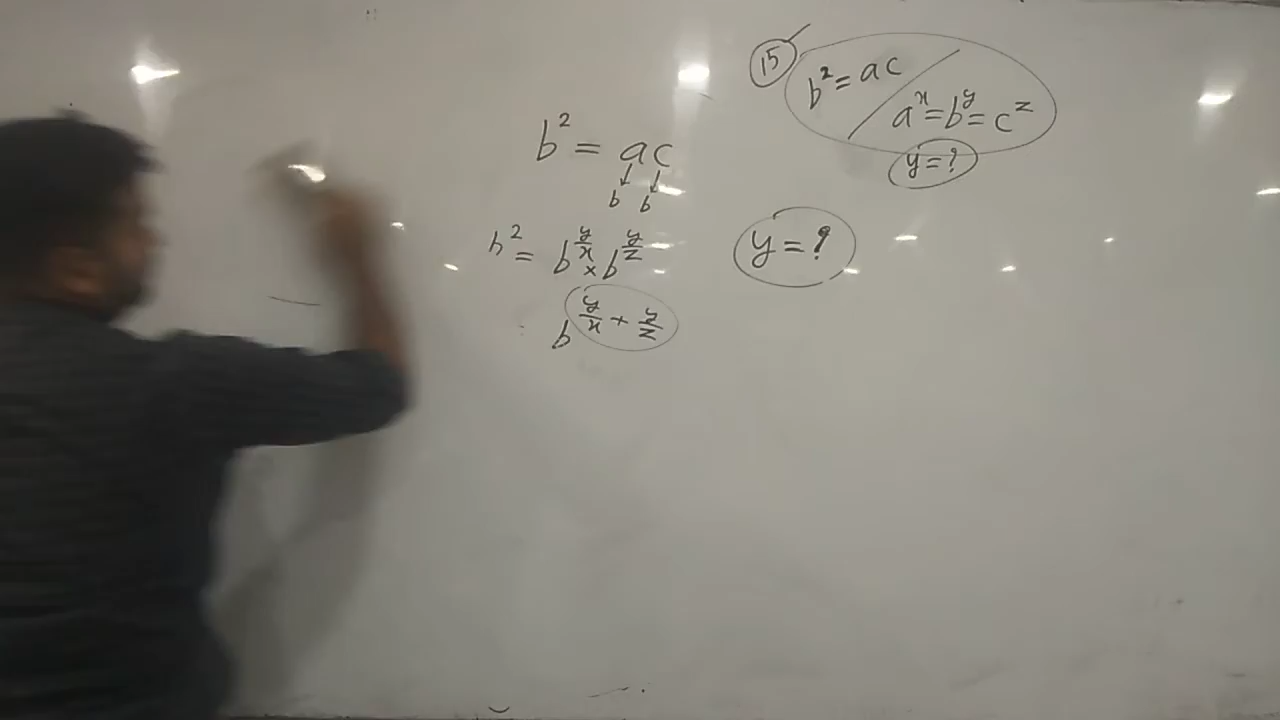 15
b² = ac
aˣ = bʸ = cᶻ
y = ?
b² = ac
b b
b² = b^(y/x) × b^(y/z)
y = ?
b^(y/x + y/z)